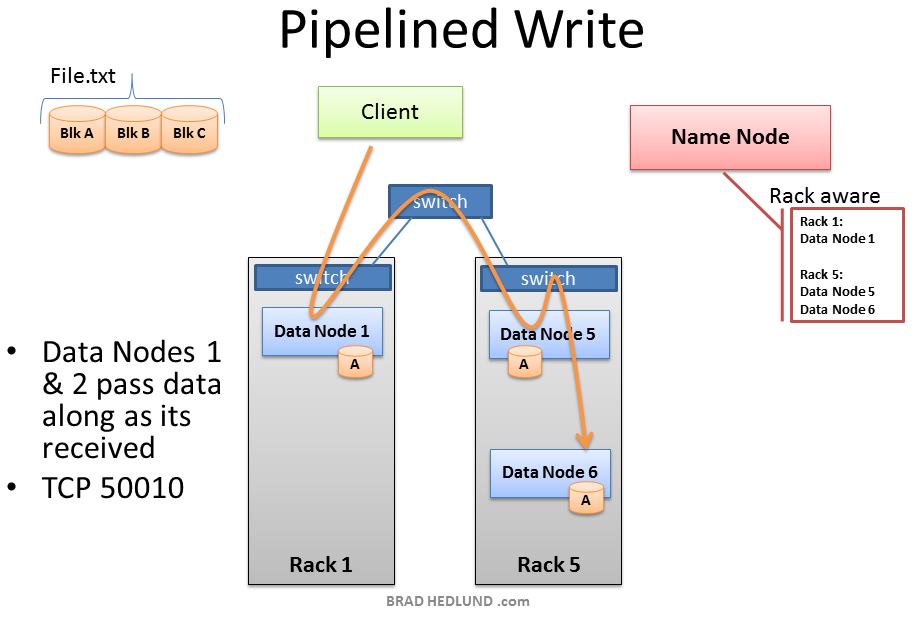 Pipelined Write
File.txt
Blk A
Blk B
Blk C
Client
Name Node
switch
Rack aware
Rack 1:
Data Node 1
Rack 5:
Data Node 5
Data Node 6
switch
Data Node 1
A
Rack 1
switch
Data Node 5
A
Data Node 6
A
Rack 5
• Data Nodes 1
& 2 pass data
along as its
received
• TCP 50010
BRAD HEDLUND .com